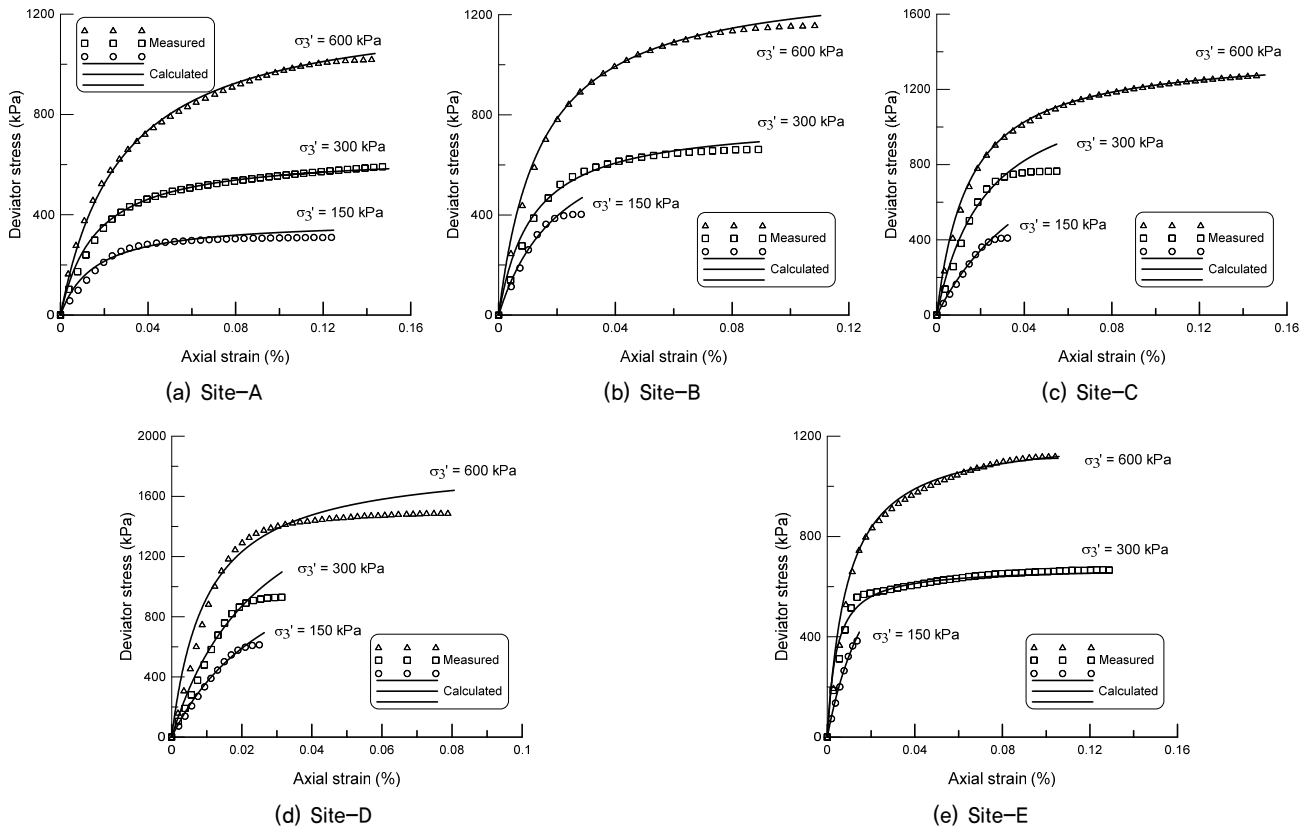 1200
800
400
0
Deviator stress (kPa)
Measured
Calculated
σ3' = 600 kPa
σ3' = 300 kPa
σ3' = 150 kPa
0 0.04 0.08 0.12 0.16
Axial strain (%)
(a) Site–A
1200
800
400
0
Deviator stress (kPa)
σ3' = 600 kPa
σ3' = 300 kPa
σ3' = 150 kPa
Measured
Calculated
0 0.04 0.08 0.12
Axial strain (%)
(b) Site–B
1600
1200
800
400
0
Deviator stress (kPa)
σ3' = 600 kPa
σ3' = 300 kPa
σ3' = 150 kPa
Measured
Calculated
0 0.04 0.08 0.12 0.16
Axial strain (%)
(c) Site–C
2000
1600
1200
800
400
0
Deviator stress (kPa)
σ3' = 600 kPa
σ3' = 300 kPa
σ3' = 150 kPa
Measured
Calculated
0 0.02 0.04 0.06 0.08 0.1
Axial strain (%)
(d) Site–D
1200
800
400
0
Deviator stress (kPa)
σ3' = 600 kPa
σ3' = 300 kPa
σ3' = 150 kPa
Measured
Calculated
0 0.04 0.08 0.12 0.16
Axial strain (%)
(e) Site–E